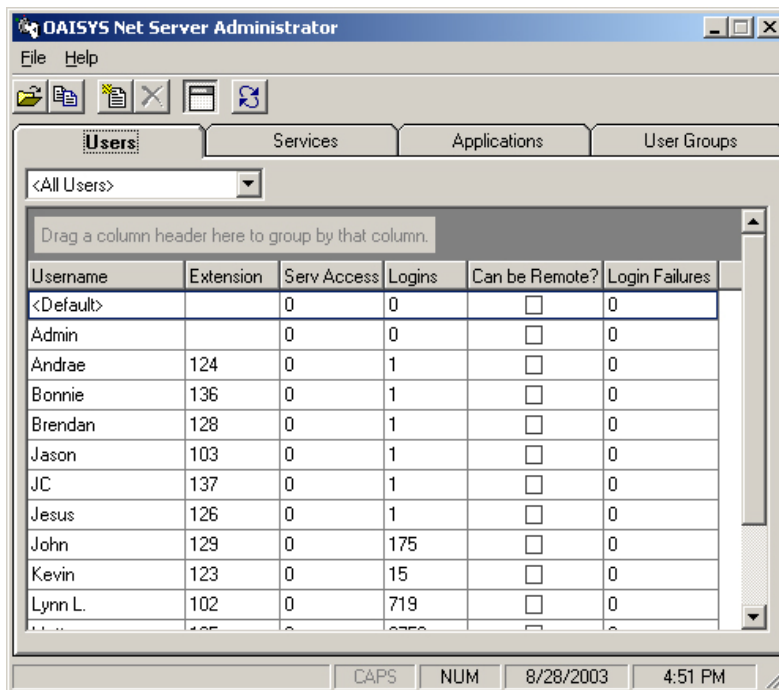 OAISYS Net Server Administrator
File Help
Users Services Applications User Groups
<All Users>
Drag a column header here to group by that column.
Username Extension Serv Access Logins Can be Remote? Login Failures
<Default> 0 0 0
Admin 0 0 0
Andrae 124 0 1 0
Bonnie 136 0 1 0
Brendan 128 0 1 0
Jason 103 0 1 0
JC 137 0 1 0
Jesus 126 0 1 0
John 129 0 175 0
Kevin 123 0 15 0
Lynn L. 102 0 719 0
CAPS NUM 8/28/2003 4:51 PM